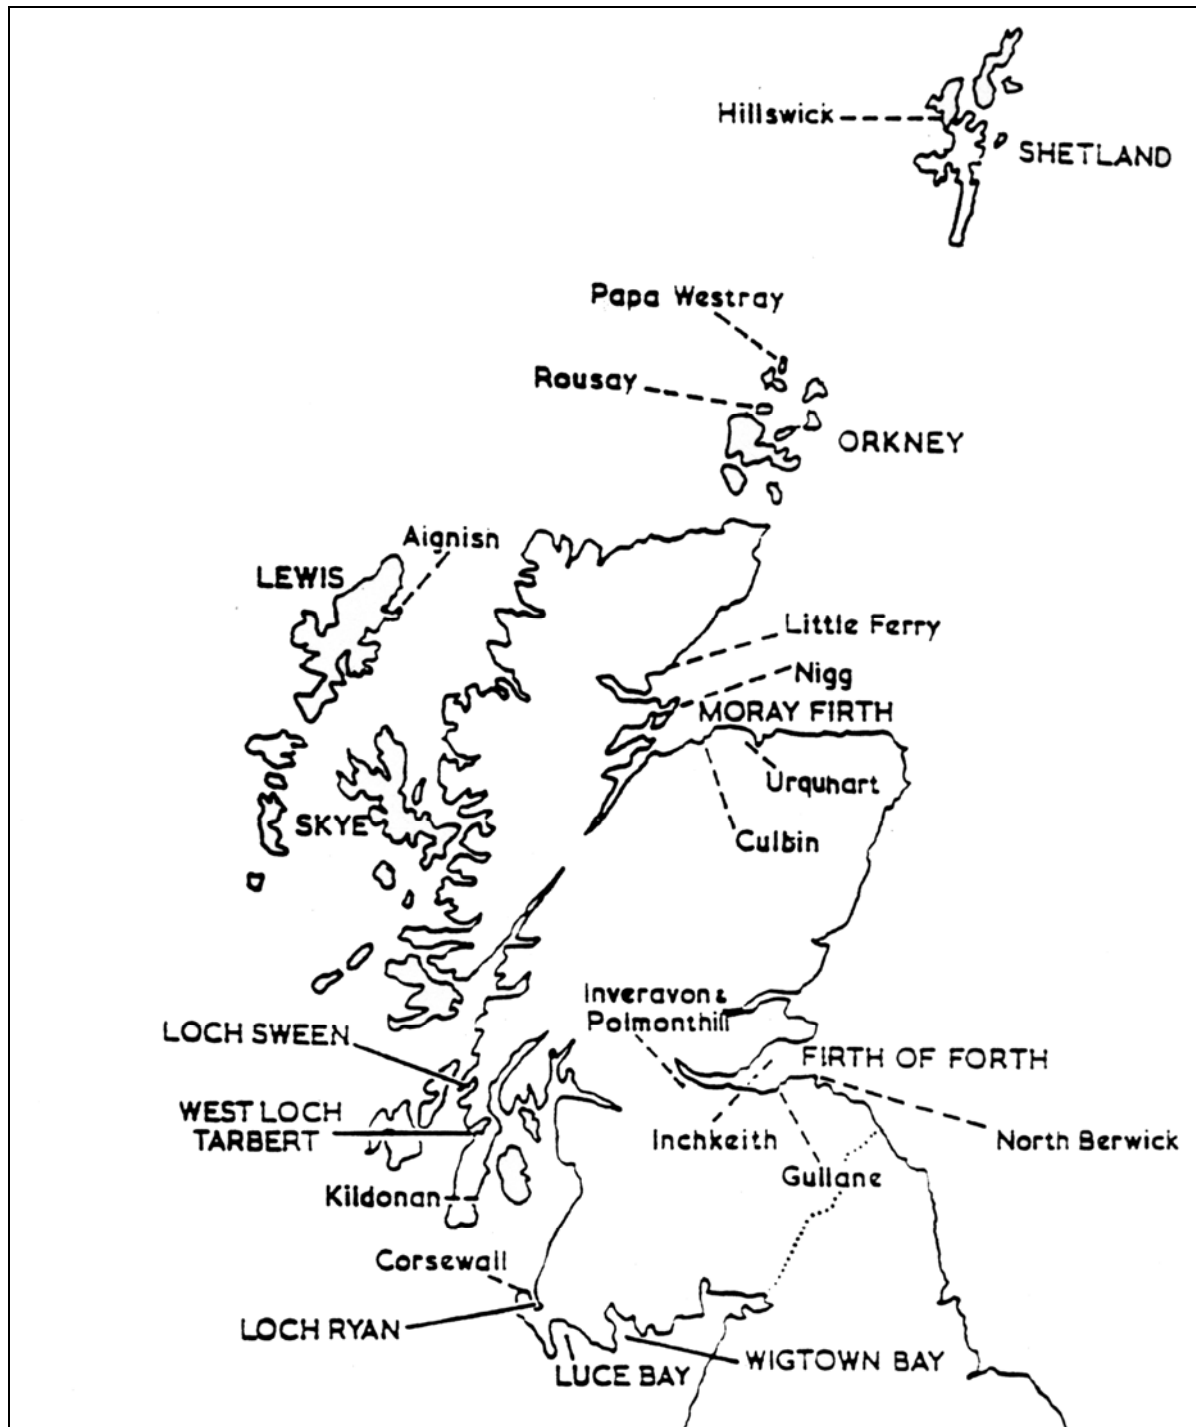 Hillswick
SHETLAND
Papa Westray
Rousay
ORKNEY
Aignish
LEWIS
Little Ferry
Nigg
MORAY FIRTH
Urquhart
SKYE
Culbin
Inveravon &
Polmonthill
LOCH SWEEN
FIRTH OF FORTH
WEST LOCH
TARBERT
Inchkeith
North Berwick
Gullane
Kildonan
Corsewall
LOCH RYAN
WIGTOWN BAY
LUCE BAY